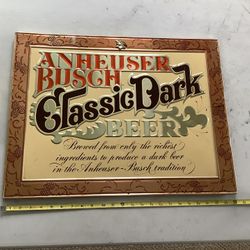 ANHEUSER
BUSCH
Classic Dark
BEER
Brewed from only the richest
ingredients to produce a dark beer
in the Anheuser-Busch tradition